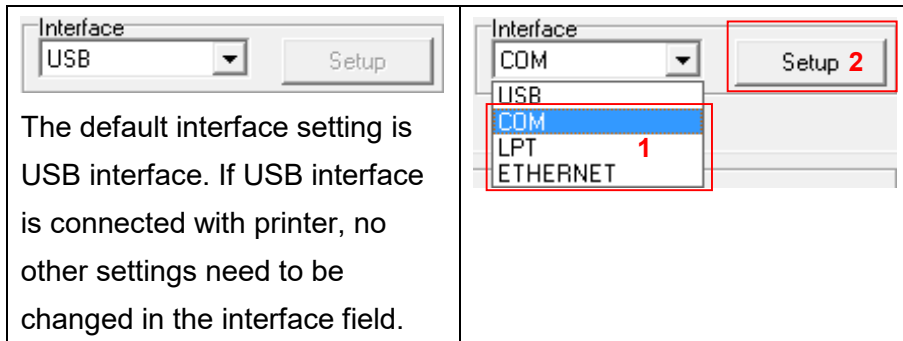 Interface
USB
Setup
The default interface setting is
USB interface. If USB interface
is connected with printer, no
other settings need to be
changed in the interface field.
Interface
COM
Setup 2
USB
COM
LPT 1
ETHERNET